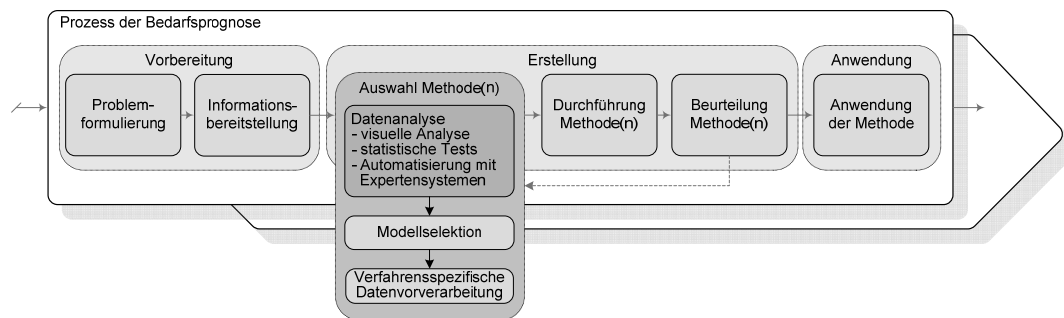 Prozess der Bedarfsprognose
Vorbereitung
Problem-
formulierung
Informations-
bereitstellung
Erstellung
Auswahl Methode(n)
Datenanalyse
- visuelle Analyse
- statistische Tests
- Automatisierung mit
Expertensystemen
Modellselektion
Verfahrensspezifische
Datenvorverarbeitung
Durchführung
Methode(n)
Beurteilung
Methode(n)
Anwendung
Anwendung
der Methode